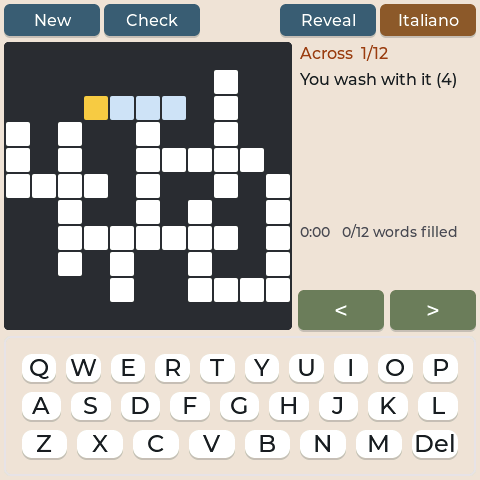 New Check Reveal Italiano
Across 1/12
You wash with it (4)
0:00 0/12 words filled
< >
Q W E R T Y U I O P
A S D F G H J K L
Z X C V B N M Del